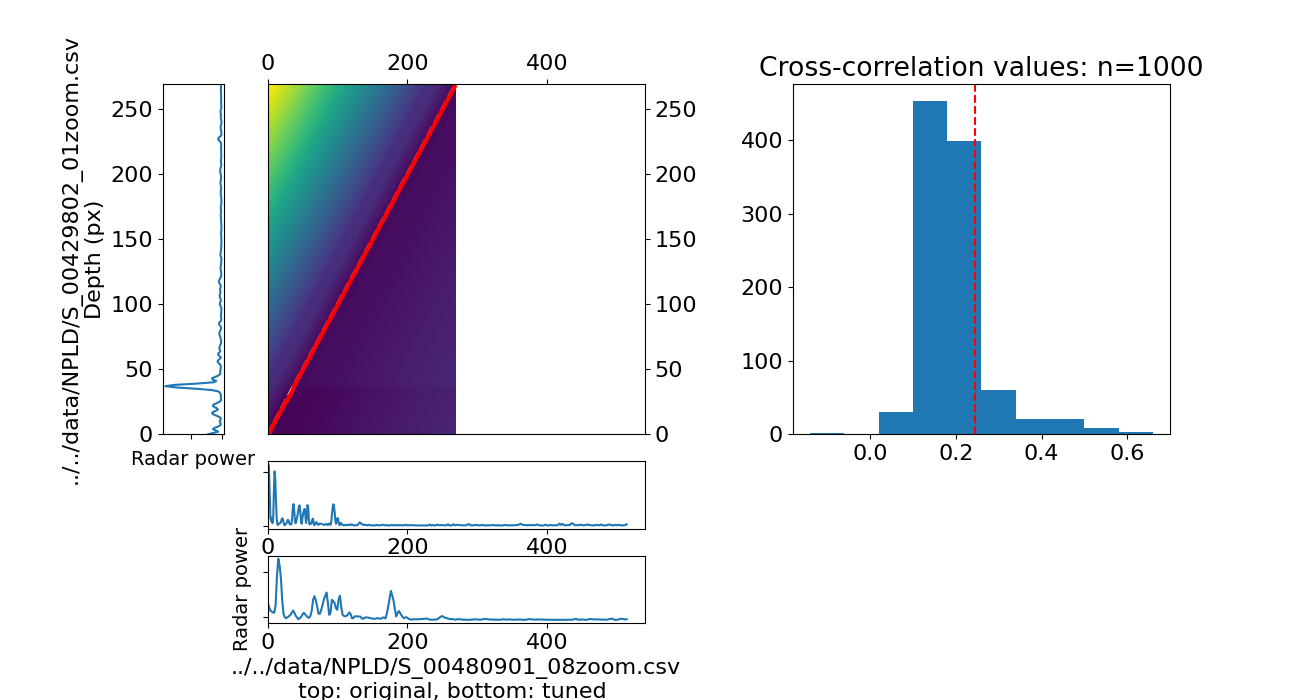 0 200 400
Cross-correlation values: n=1000
../../data/NPLD/S_00429802_01zoom.csv
Depth (px)
250
200
150
100
50
0
Radar power
250
200
150
100
50
0
400
300
200
100
0
0.0 0.2 0.4 0.6
0 200 400
Radar power
0 200 400
../../data/NPLD/S_00480901_08zoom.csv
top: original, bottom: tuned